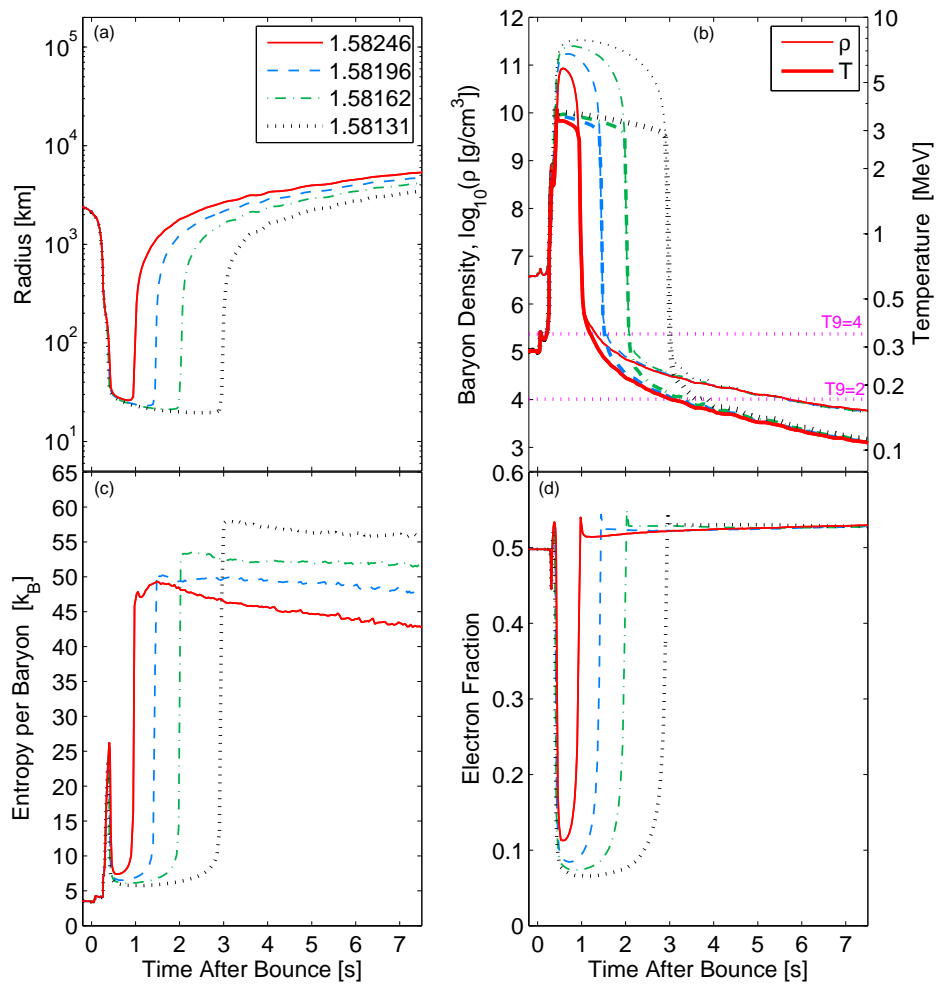 (a)
1.58246
1.58196
1.58162
1.58131
10^5
10^4
10^3
10^2
10^1
Radius [km]
(b)
ρ
T
12
11
10
9
8
7
6
5
4
3
Baryon Density, log_10(ρ [g/cm^3])
10
5
3
2
1
0.5
0.3
0.2
0.1
Temperature [MeV]
T9=4
T9=2
(c)
65
60
55
50
45
40
35
30
25
20
15
10
5
0
Entropy per Baryon [k_B]
0 1 2 3 4 5 6 7
Time After Bounce [s]
(d)
0.6
0.5
0.4
0.3
0.2
0.1
0
Electron Fraction
0 1 2 3 4 5 6 7
Time After Bounce [s]